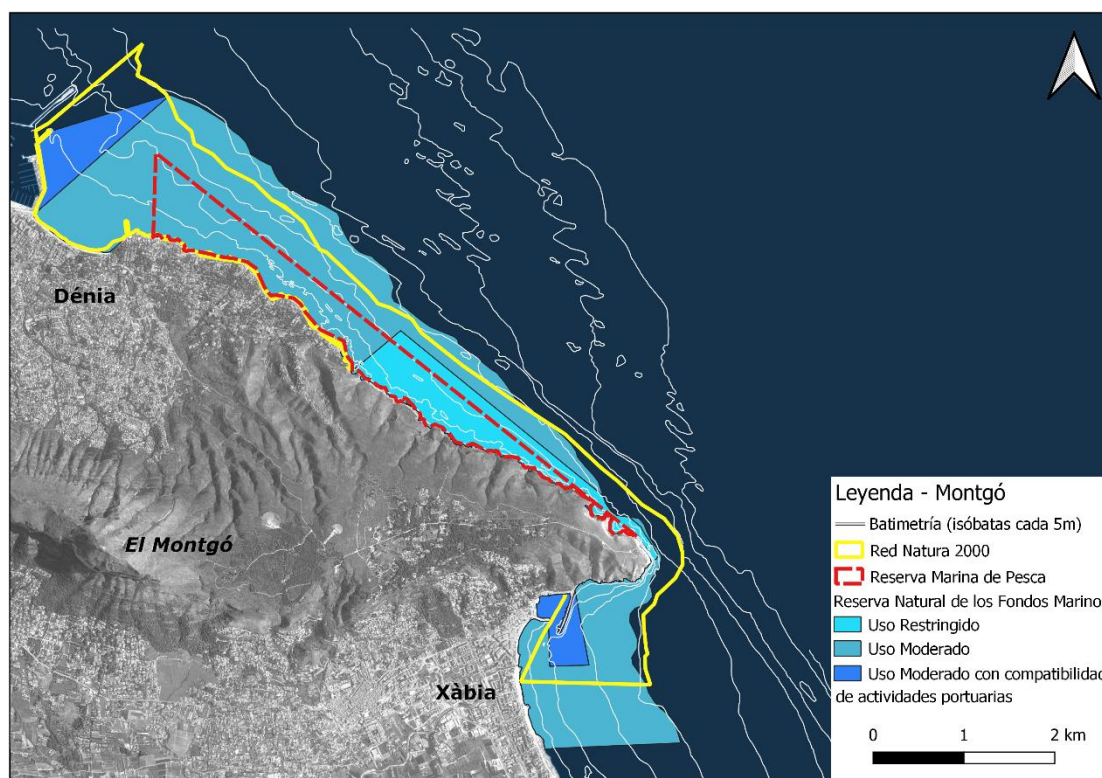 Dénia
El Montgó
Xàbia
Leyenda - Montgó
Batimetría (isóbatas cada 5m)
Red Natura 2000
Reserva Marina de Pesca
Reserva Natural de los Fondos Marino
Uso Restringido
Uso Moderado
Uso Moderado con compatibilidad
de actividades portuarias
0 1 2 km